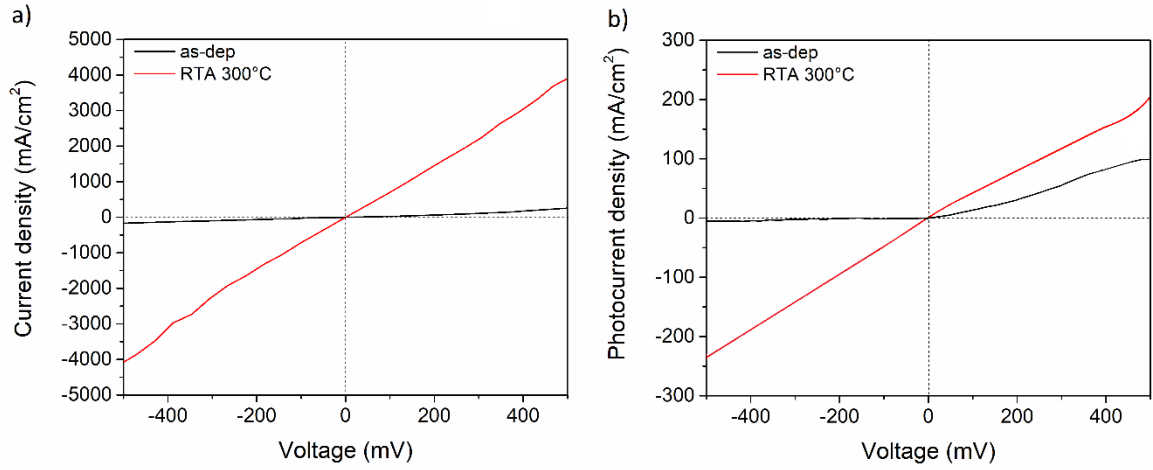 a)
5000
4000
3000
2000
1000
0
-1000
-2000
-3000
-4000
5000
Current density (mA/cm²)
as-dep
RTA 300°C
-400
-200
0
200
400
Voltage (mV)
b)
300
200
100
0
-100
-200
-300
Photocurrent density (mA/cm²)
as-dep
RTA 300°C
-400
-200
0
200
400
Voltage (mV)